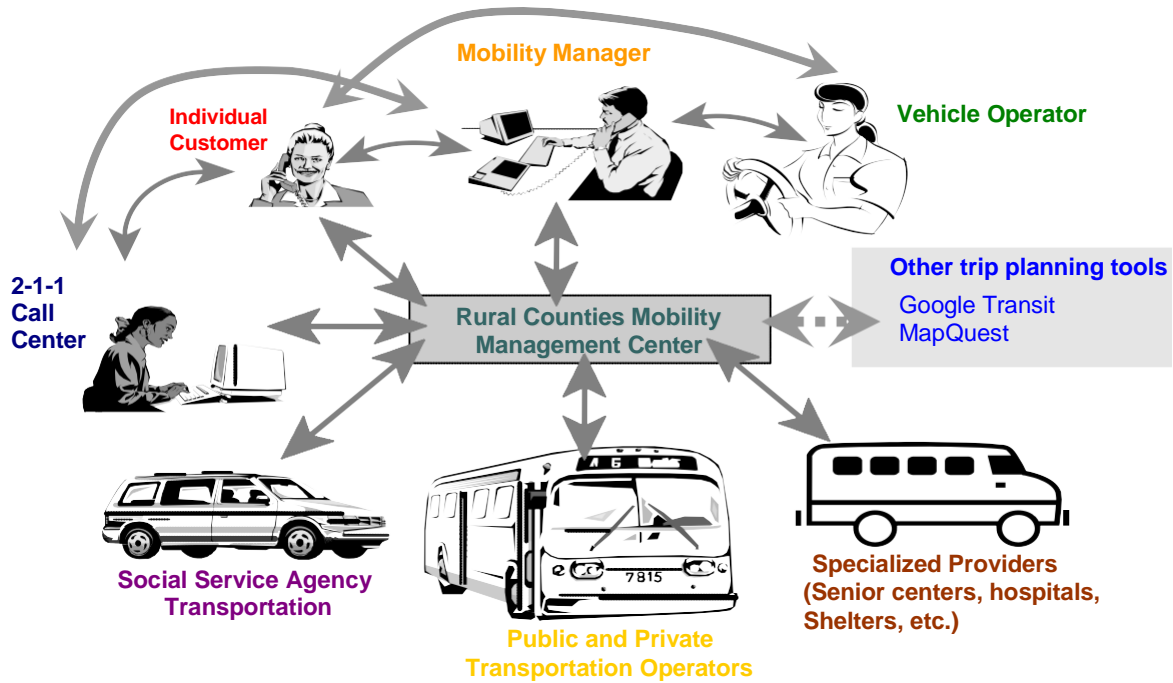 Mobility Manager
Individual
Customer
Vehicle Operator
2-1-1
Call
Center
Other trip planning tools
Google Transit
MapQuest
Rural Counties Mobility
Management Center
7815
Social Service Agency
Transportation
Specialized Providers
(Senior centers, hospitals,
Shelters, etc.)
Public and Private
Transportation Operators